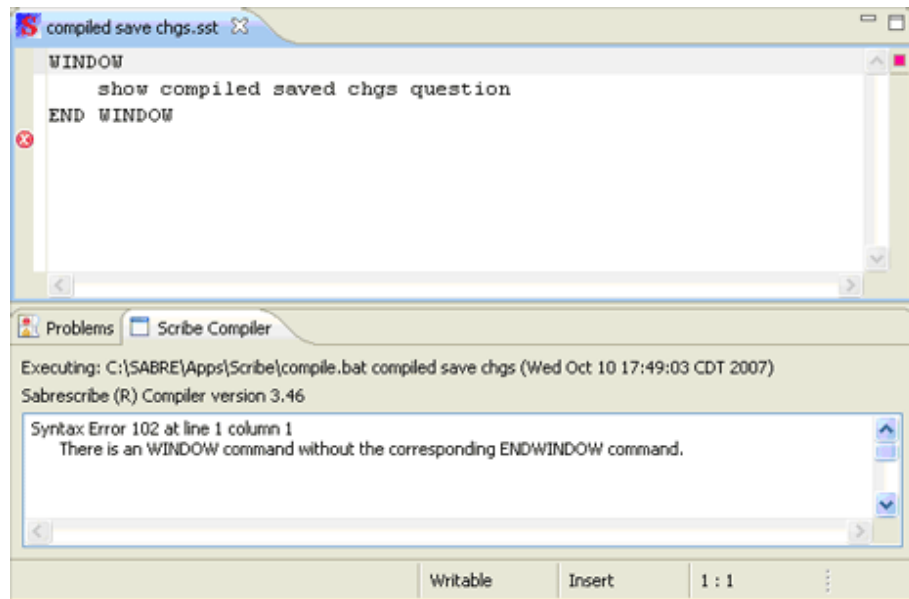 compiled save chgs.sst
WINDOW
show compiled saved chgs question
END WINDOW
Problems
Scribe Compiler
Executing: C:\SABRE\Apps\Scribe\compile.bat compiled save chgs (Wed Oct 10 17:49:03 CDT 2007)
Sabrescribe (R) Compiler version 3.46
Syntax Error 102 at line 1 column 1
There is an WINDOW command without the corresponding ENDWINDOW command.
Writable
Insert
1 : 1